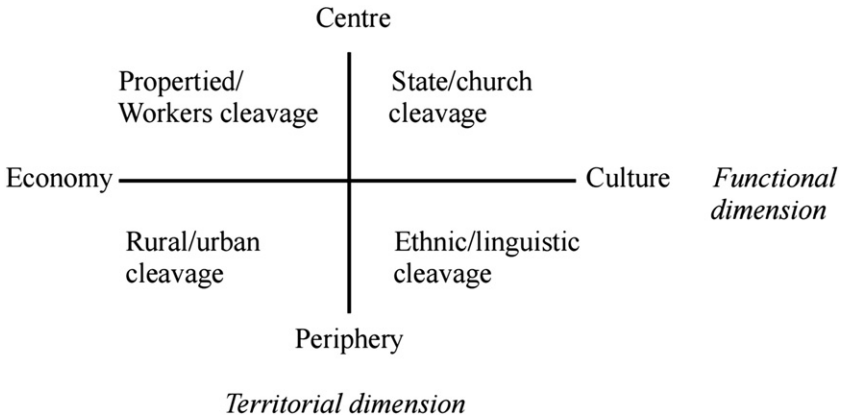 Centre
Propertied/
Workers cleavage
State/church
cleavage
Economy
Culture
Functional
dimension
Rural/urban
cleavage
Ethnic/linguistic
cleavage
Periphery
Territorial dimension